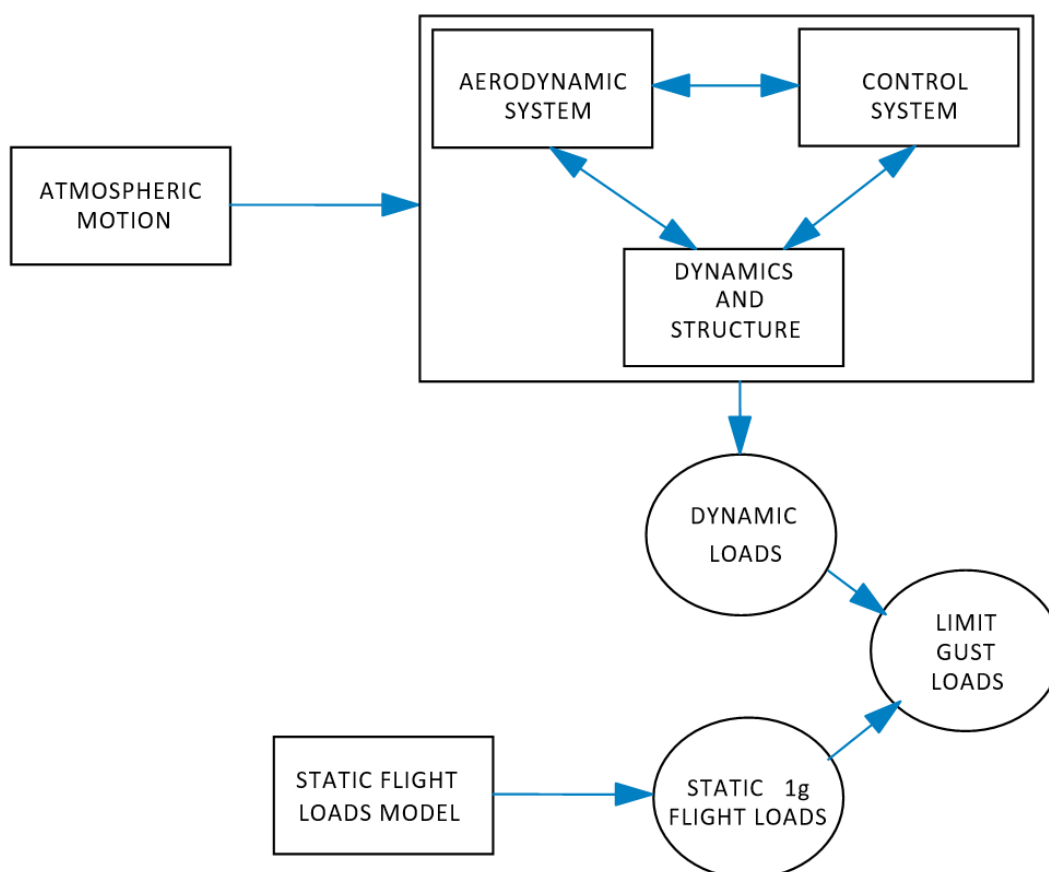 AERODYNAMIC
SYSTEM
CONTROL
SYSTEM
ATMOSPHERIC
MOTION
DYNAMICS
AND
STRUCTURE
DYNAMIC
LOADS
LIMIT
GUST
LOADS
STATIC FLIGHT
LOADS MODEL
STATIC 1g
FLIGHT LOADS